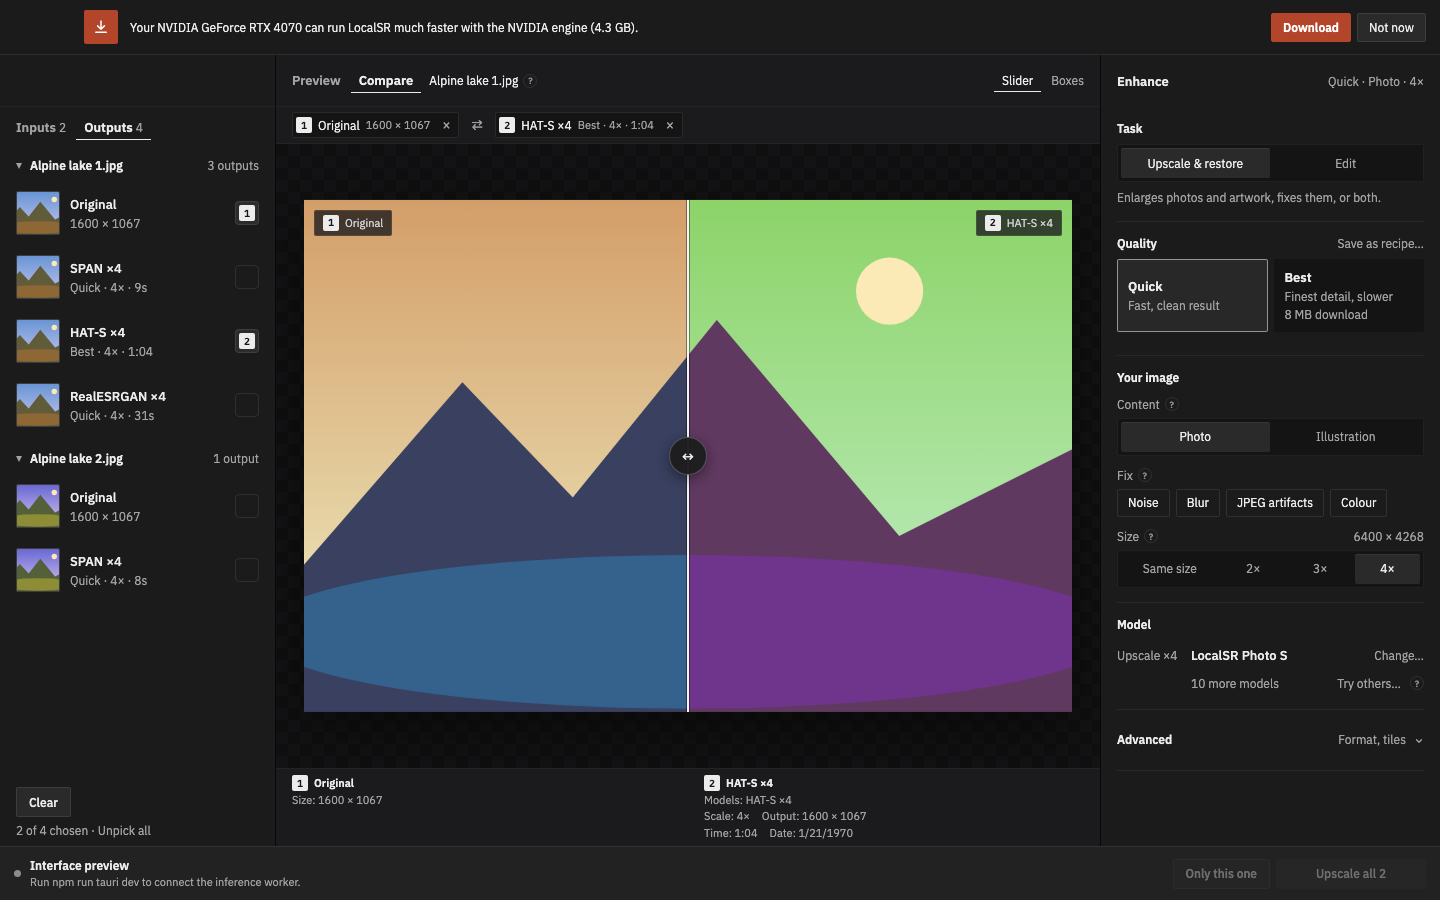 Your NVIDIA GeForce RTX 4070 can run LocalSR much faster with the NVIDIA engine (4.3 GB).
Download
Not now
Preview
Compare
Alpine lake 1.jpg
?
Slider
Boxes
Enhance
Quick · Photo · 4×
Inputs 2
Outputs 4
1 Original 1600 × 1067 ×
2 HAT-S ×4 Best · 4× · 1:04 ×
Alpine lake 1.jpg
3 outputs
Original
1600 × 1067
1
SPAN ×4
Quick · 4× · 9s
HAT-S ×4
Best · 4× · 1:04
2
RealESRGAN ×4
Quick · 4× · 31s
Alpine lake 2.jpg
1 output
Original
1600 × 1067
SPAN ×4
Quick · 4× · 8s
Clear
2 of 4 chosen · Unpick all
1 Original
2 HAT-S ×4
1 Original
Size: 1600 × 1067
2 HAT-S ×4
Models: HAT-S ×4
Scale: 4× Output: 1600 × 1067
Time: 1:04 Date: 1/21/1970
Task
Upscale & restore
Edit
Enlarges photos and artwork, fixes them, or both.
Quality
Save as recipe...
Quick
Fast, clean result
Best
Finest detail, slower
8 MB download
Your image
Content ?
Photo
Illustration
Fix ?
Noise
Blur
JPEG artifacts
Colour
Size ?
6400 × 4268
Same size
2×
3×
4×
Model
Upscale ×4
LocalSR Photo S
Change...
10 more models
Try others...
?
Advanced
Format, tiles
Interface preview
Run npm run tauri dev to connect the inference worker.
Only this one
Upscale all 2